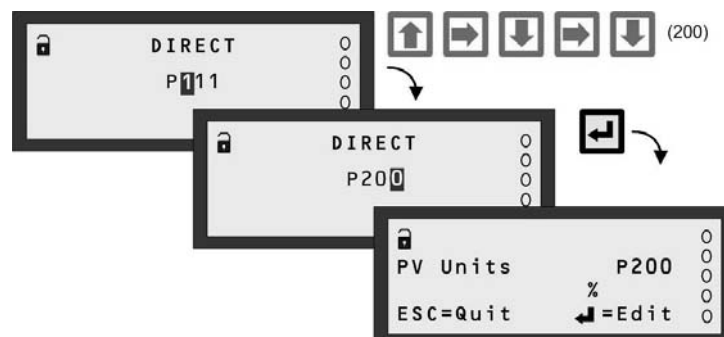 DIRECT
P111
(200)
DIRECT
P200
PV Units P200
%
ESC=Quit ↵=Edit